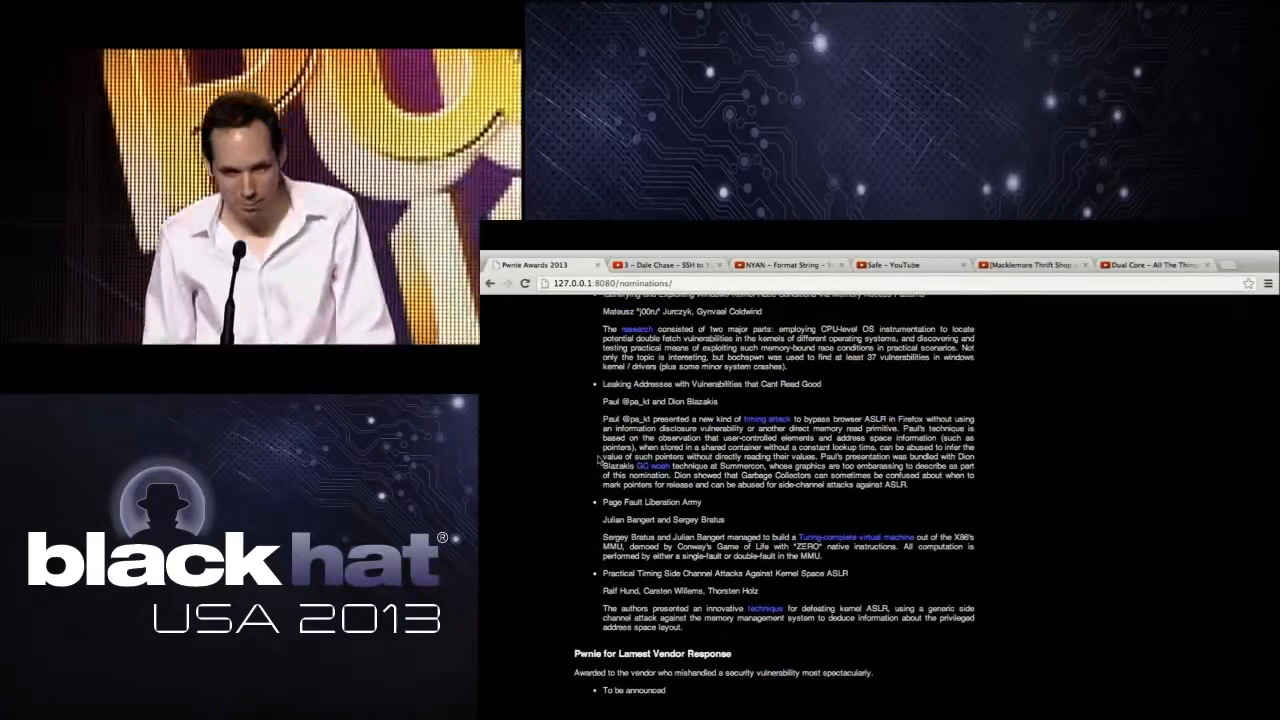 Pwnie Awards 2013
3 - Dale Chase - SSH to Y
NYAN - Format String -
Safe - YouTube
[Macklemore Thrift Shop
Dual Core - All The Thing
127.0.0.1:8080/nominations/
Identifying and Exploiting Windows Kernel Race Conditions via Memory Access Patterns
Mateusz "j00ru" Jurczyk, Gynvael Coldwind
The research consisted of two major parts: employing CPU-level OS instrumentation to locate
potential double fetch vulnerabilities in the kernels of different operating systems, and discovering and
testing practical means of exploiting such memory-bound race conditions in practical scenarios. Not
only the topic is interesting, but bochspwn was used to find at least 37 vulnerabilities in windows
kernel / drivers (plus some minor system crashes).
• Leaking Addresses with Vulnerabilities that Cant Read Good
Paul @pa_kt and Dion Blazakis
Paul @pa_kt presented a new kind of timing attack to bypass browser ASLR in Firefox without using
an information disclosure vulnerability or another direct memory read primitive. Paul's technique is
based on the observation that user-controlled elements and address space information (such as
pointers), when stored in a shared container without a constant lookup time, can be abused to infer the
value of such pointers without directly reading their values. Paul's presentation was bundled with Dion
Blazakis GC woah technique at Summercon, whose graphics are too embarassing to describe as part
of this nomination. Dion showed that Garbage Collectors can sometimes be confused about when to
mark pointers for release and can be abused for side-channel attacks against ASLR.
• Page Fault Liberation Army
Julian Bangert and Sergey Bratus
Sergey Bratus and Julian Bangert managed to build a Turing-complete virtual machine out of the X86's
MMU, demoed by Conway's Game of Life with *ZERO* native instructions. All computation is
performed by either a single-fault or double-fault in the MMU.
• Practical Timing Side Channel Attacks Against Kernel Space ASLR
Ralf Hund, Carsten Willems, Thorsten Holz
The authors presented an innovative technique for defeating kernel ASLR, using a generic side
channel attack against the memory management system to deduce information about the privileged
address space layout.
Pwnie for Lamest Vendor Response
Awarded to the vendor who mishandled a security vulnerability most spectacularly.
• To be announced
blackhat®
USA 2013